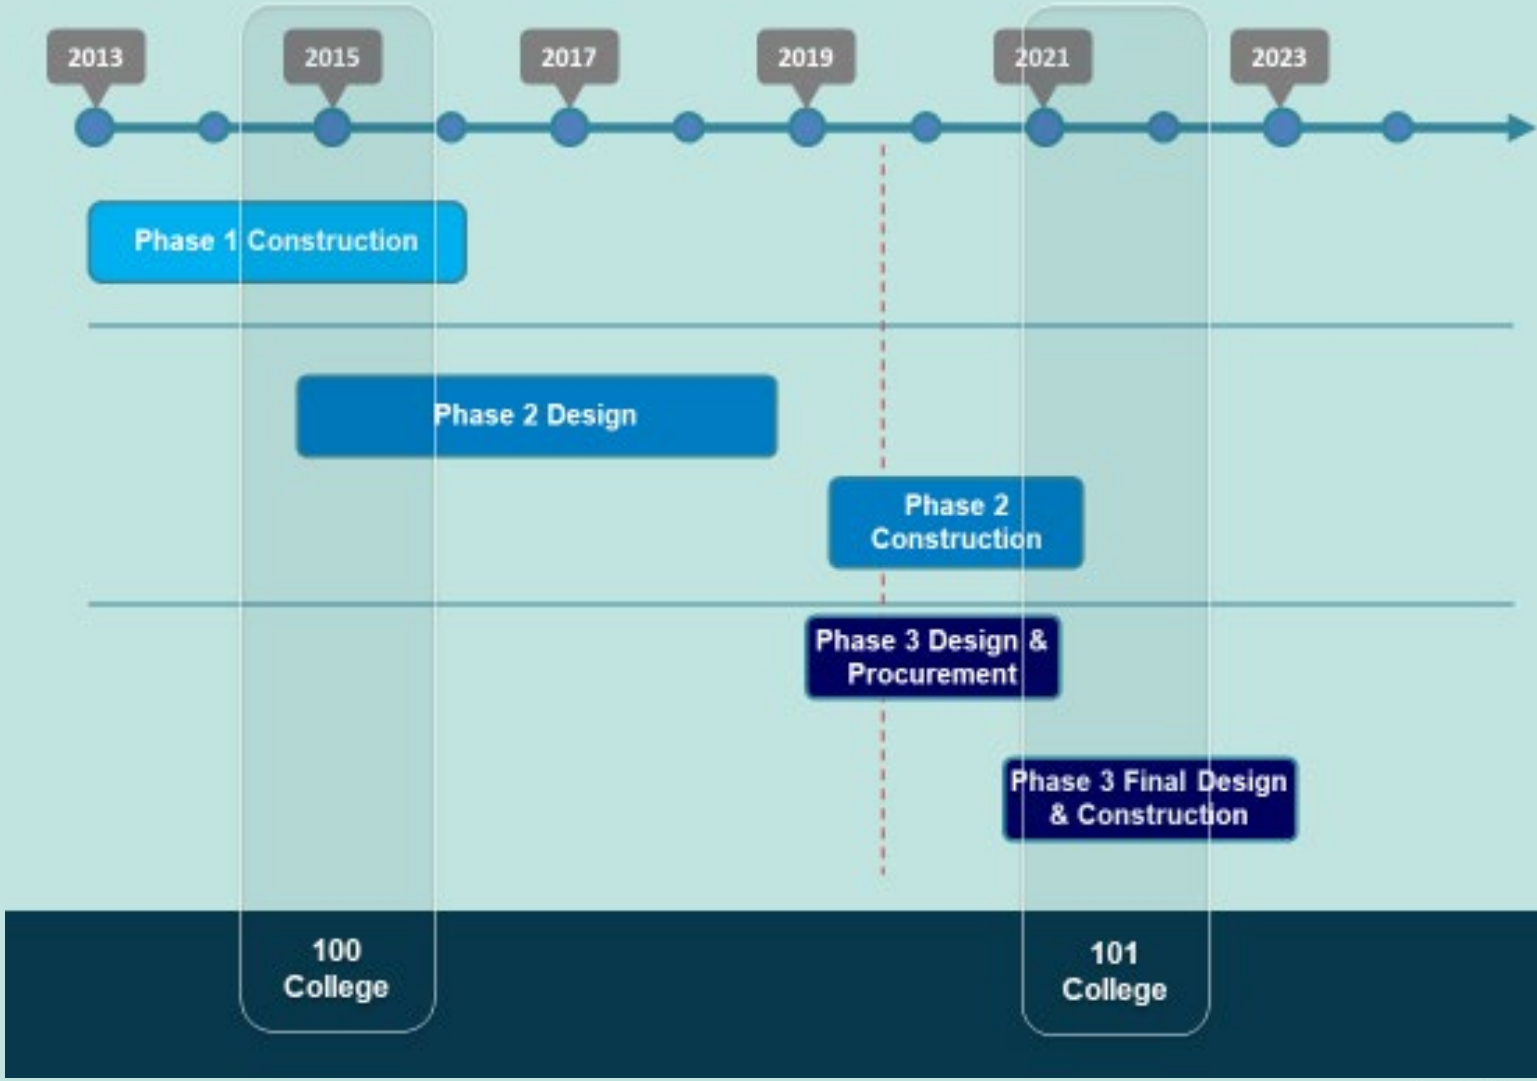 2013
2015
2017
2019
2021
2023
Phase 1 Construction
Phase 2 Design
Phase 2
Construction
Phase 3 Design &
Procurement
Phase 3 Final Design
& Construction
100
College
101
College